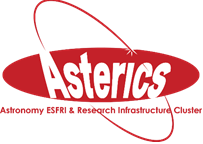 Asterics
Astronomy ESFRI & Research Infrastructure Cluster